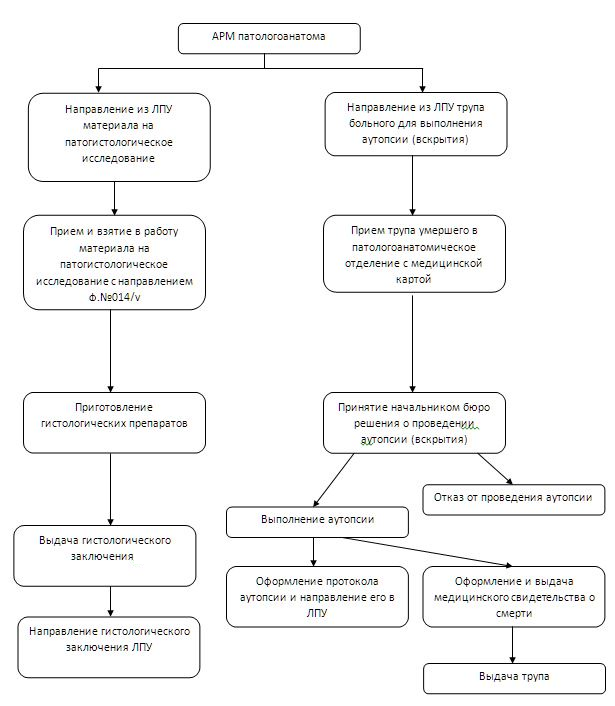 АРМ патологоанатома
Направление из ЛПУ
материала на
патогистологическое
исследование
Направление из ЛПУ трупа
больного для выполнения
аутопсии (вскрытия)
Прием и взятие в работу
материала на
патогистологическое
исследование с направлением
ф.№014/v
Прием трупа умершего в
патологоанатомическое
отделение с медицинской
картой
Приготовление
гистологических препаратов
Принятие начальником бюро
решения о проведении
аутопсии (вскрытия)
Отказ от проведения аутопсии
Выполнение аутопсии
Выдача гистологического
заключения
Оформление протокола
аутопсии и направление его в
ЛПУ
Оформление и выдача
медицинского свидетельства о
смерти
Направление гистологического
заключения ЛПУ
Выдача трупа